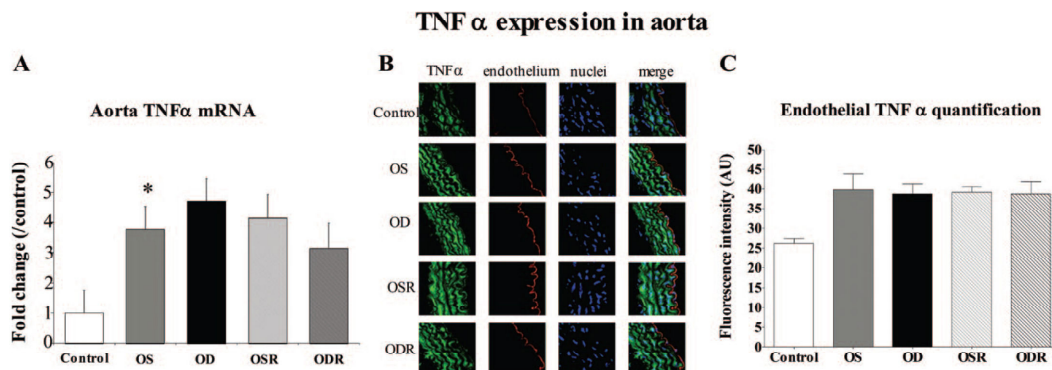 TNF α expression in aorta
A
Aorta TNFα mRNA
Fold change (/control)
6
5
4
3
2
1
0
*
Control OS OD OSR ODR
B
TNFα endothelium nuclei merge
Control
OS
OD
OSR
ODR
C
Endothelial TNF α quantification
Fluorescence intensity (AU)
50
45
40
35
30
25
20
15
10
5
0
Control OS OD OSR ODR